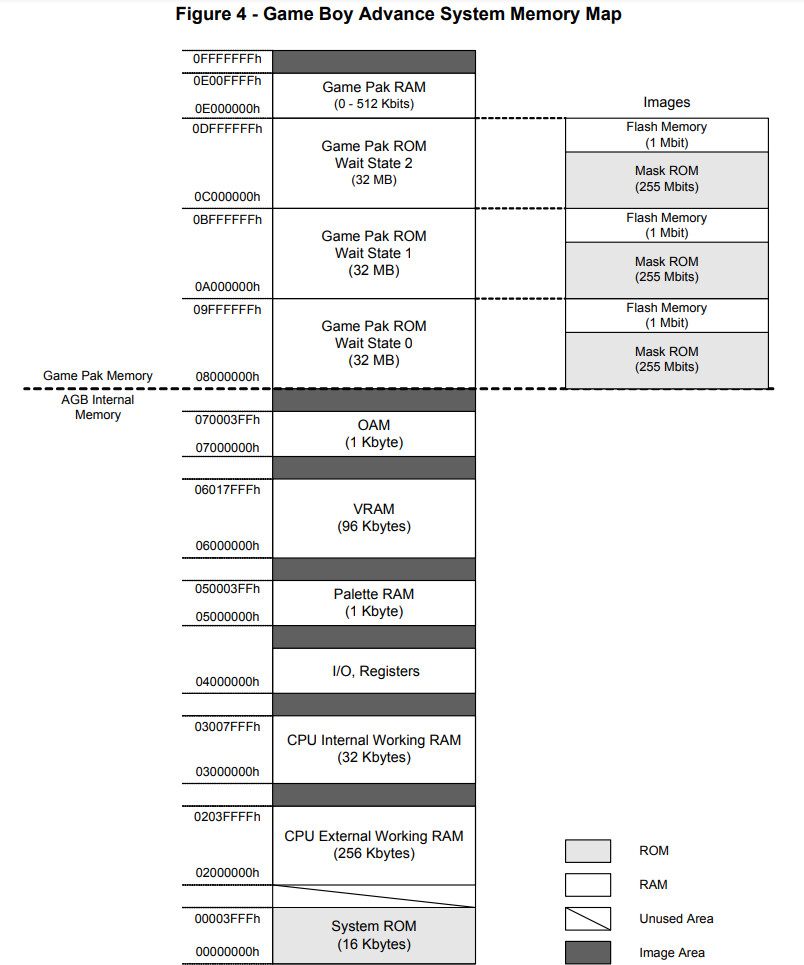 Figure 4 - Game Boy Advance System Memory Map
0FFFFFFFh
0E00FFFFh
Game Pak RAM
(0 - 512 Kbits)
0E000000h
Images
0DFFFFFFh
Game Pak ROM
Wait State 2
(32 MB)
0C000000h
Flash Memory
(1 Mbit)
Mask ROM
(255 Mbits)
0BFFFFFFh
Game Pak ROM
Wait State 1
(32 MB)
0A000000h
Flash Memory
(1 Mbit)
Mask ROM
(255 Mbits)
09FFFFFFh
Game Pak ROM
Wait State 0
(32 MB)
08000000h
Flash Memory
(1 Mbit)
Mask ROM
(255 Mbits)
Game Pak Memory
AGB Internal
Memory
070003FFh
OAM
(1 Kbyte)
07000000h
06017FFFh
VRAM
(96 Kbytes)
06000000h
050003FFh
Palette RAM
(1 Kbyte)
05000000h
I/O, Registers
04000000h
03007FFFh
CPU Internal Working RAM
(32 Kbytes)
03000000h
0203FFFFh
CPU External Working RAM
(256 Kbytes)
02000000h
00003FFFh
System ROM
(16 Kbytes)
00000000h
ROM
RAM
Unused Area
Image Area